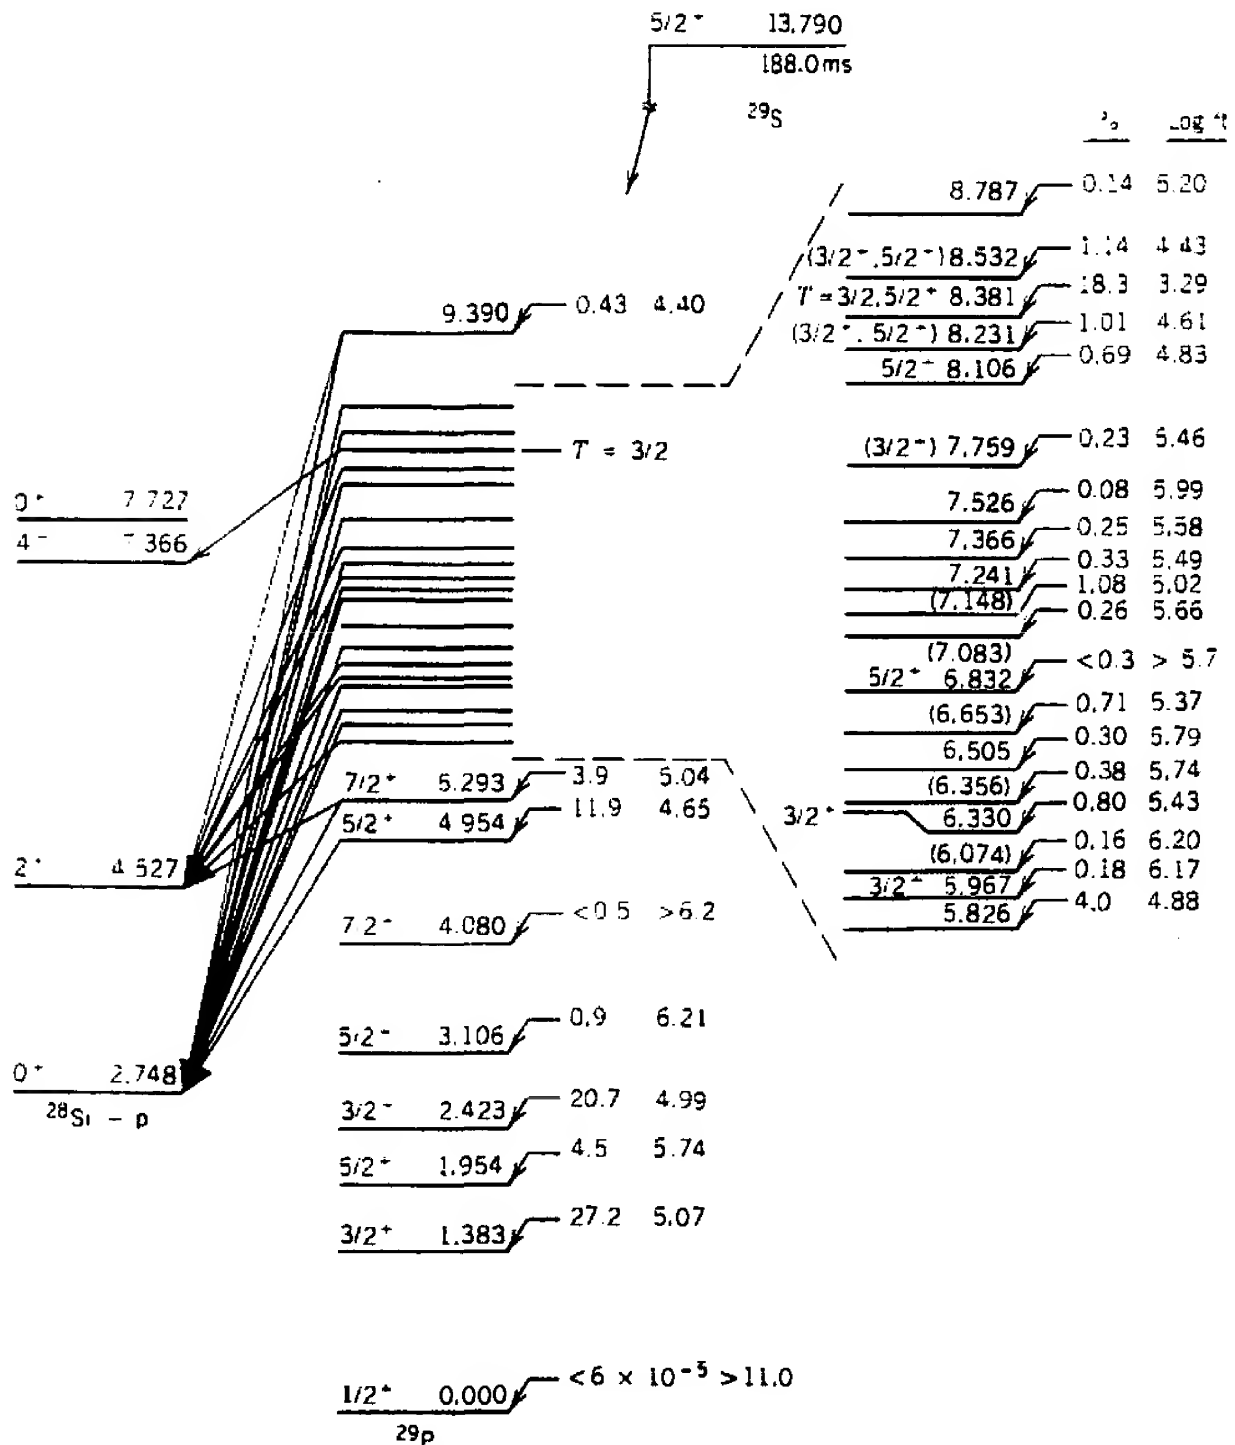 5/2⁺ 13.790
188.0ms
²⁹S
Log
8.787 0.14 5.20
(3/2⁺,5/2⁺) 8.532 1.14 4.43
T = 3/2,5/2⁺ 8.381 18.3 3.29
(3/2⁺, 5/2⁺) 8.231 1.01 4.61
5/2⁺ 8.106 0.69 4.83
9.390 0.43 4.40
T = 3/2
(3/2⁺) 7.759 0.23 5.46
7.526 0.08 5.99
7.366 0.25 5.58
7.241 0.33 5.49
(7.148) 1.08 5.02
0.26 5.66
(7.083)
5/2⁺ 6.832 <0.3 > 5.7
(6.653) 0.71 5.37
6.505 0.30 5.79
(6.356) 0.38 5.74
3/2⁺ 6.330 0.80 5.43
(6.074) 0.16 6.20
3/2⁺ 5.967 0.18 6.17
5.826 4.0 4.88
0⁺ 7.727
4⁺ 7.366
7/2⁺ 5.293 3.9 5.04
5/2⁺ 4.954 11.9 4.65
2⁺ 4.527
7/2⁺ 4.080 <0.5 >6.2
5/2⁺ 3.106 0.9 6.21
0⁺ 2.748
²⁸Si + p
3/2⁺ 2.423 20.7 4.99
5/2⁺ 1.954 4.5 5.74
3/2⁺ 1.383 27.2 5.07
1/2⁺ 0.000 <6 × 10⁻⁵ >11.0
²⁹P